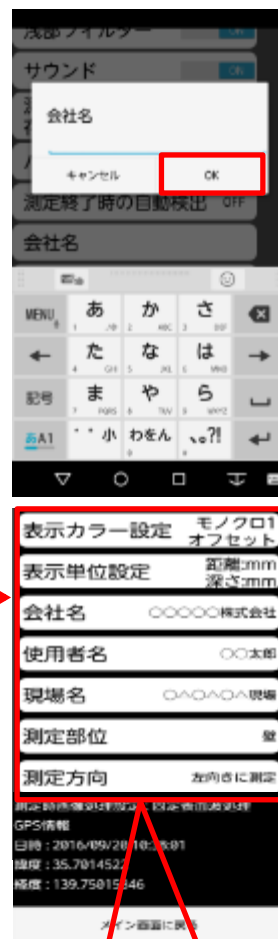 浅部フィルター ON
サウンド ON
会社名
キャンセル OK
測定終了時の自動検出 OFF
会社名
MENU あ か さ
← た な は →
記号 ま や ら
あA1 小 わをん 、。?!
表示カラー設定 モノクロ1
オフセット
表示単位設定 距離:mm
深さ:mm
会社名 ○○○○○株式会社
使用者名 ○○太郎
現場名 ○^○^○^現場
測定部位 壁
測定方向 左向きに測定
GPS情報
日時:2016/09/28
緯度:35.7014522
経度:139.75015846
メイン画面に戻る